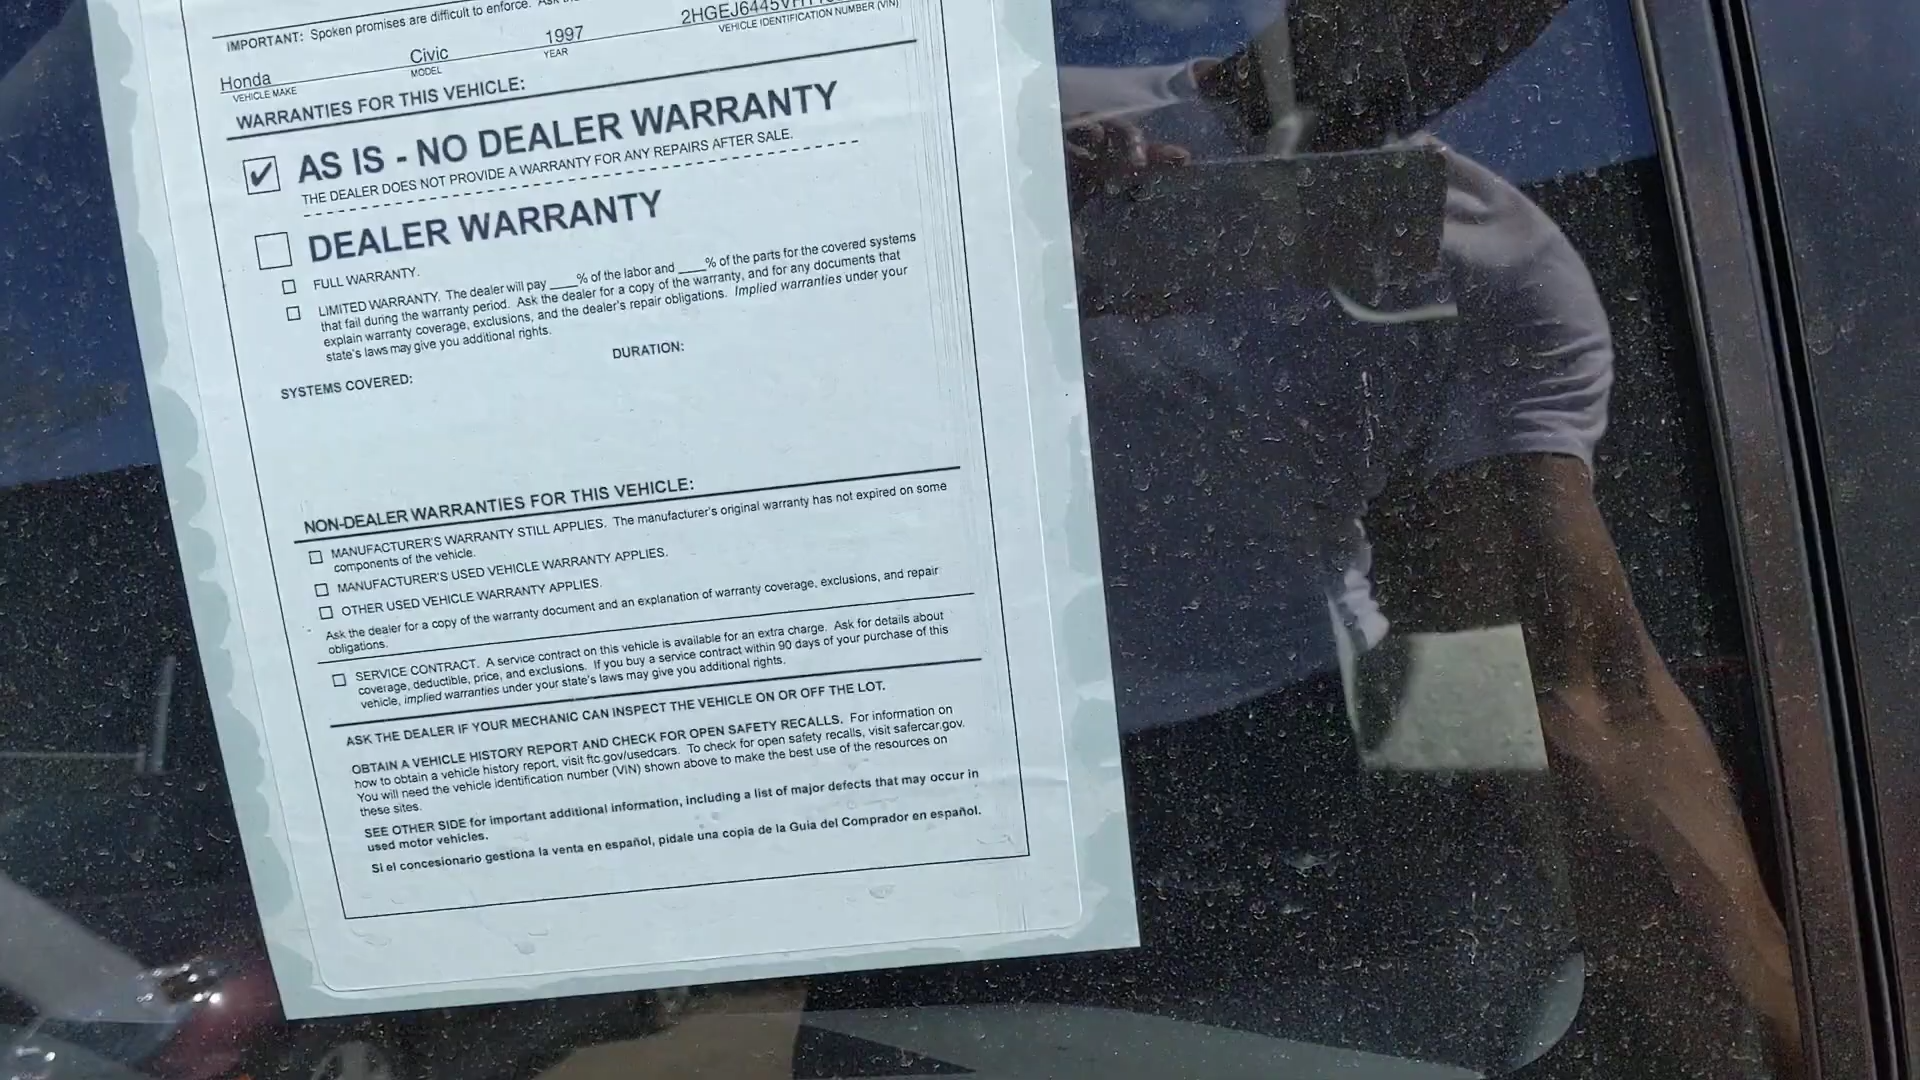 IMPORTANT: Spoken promises are difficult to enforce.
Honda Civic 1997
VEHICLE MAKE MODEL YEAR VEHICLE IDENTIFICATION NUMBER (VIN)
WARRANTIES FOR THIS VEHICLE:
✔ AS IS - NO DEALER WARRANTY
THE DEALER DOES NOT PROVIDE A WARRANTY FOR ANY REPAIRS AFTER SALE.
DEALER WARRANTY
FULL WARRANTY.
LIMITED WARRANTY. The dealer will pay ____% of the labor and ____% of the parts for the covered systems
that fail during the warranty period. Ask the dealer for a copy of the warranty, and for any documents that
explain warranty coverage, exclusions, and the dealer's repair obligations. Implied warranties under your
state's laws may give you additional rights.
SYSTEMS COVERED: DURATION:
NON-DEALER WARRANTIES FOR THIS VEHICLE:
MANUFACTURER'S WARRANTY STILL APPLIES. The manufacturer's original warranty has not expired on some
components of the vehicle.
MANUFACTURER'S USED VEHICLE WARRANTY APPLIES.
OTHER USED VEHICLE WARRANTY APPLIES.
Ask the dealer for a copy of the warranty document and an explanation of warranty coverage, exclusions, and repair
obligations.
SERVICE CONTRACT. A service contract on this vehicle is available for an extra charge. Ask for details about
coverage, deductible, price, and exclusions. If you buy a service contract within 90 days of your purchase of this
vehicle, implied warranties under your state's laws may give you additional rights.
ASK THE DEALER IF YOUR MECHANIC CAN INSPECT THE VEHICLE ON OR OFF THE LOT.
OBTAIN A VEHICLE HISTORY REPORT AND CHECK FOR OPEN SAFETY RECALLS. For information on
how to obtain a vehicle history report, visit ftc.gov/usedcars. To check for open safety recalls, visit safercar.gov.
You will need the vehicle identification number (VIN) shown above to make the best use of the resources on
these sites.
SEE OTHER SIDE for important additional information, including a list of major defects that may occur in
used motor vehicles.
Si el concesionario gestiona la venta en español, pídale una copia de la Guía del Comprador en español.